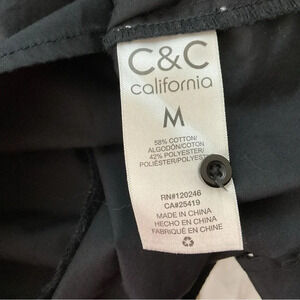 C&C
california
M
58% COTTON/
ALGODÓN/COTON
42% POLYESTER/
POLIÉSTER/POLYESTER
RN#120246
CA#25419
MADE IN CHINA
HECHO EN CHINA
FABRIQUÉ EN CHINE